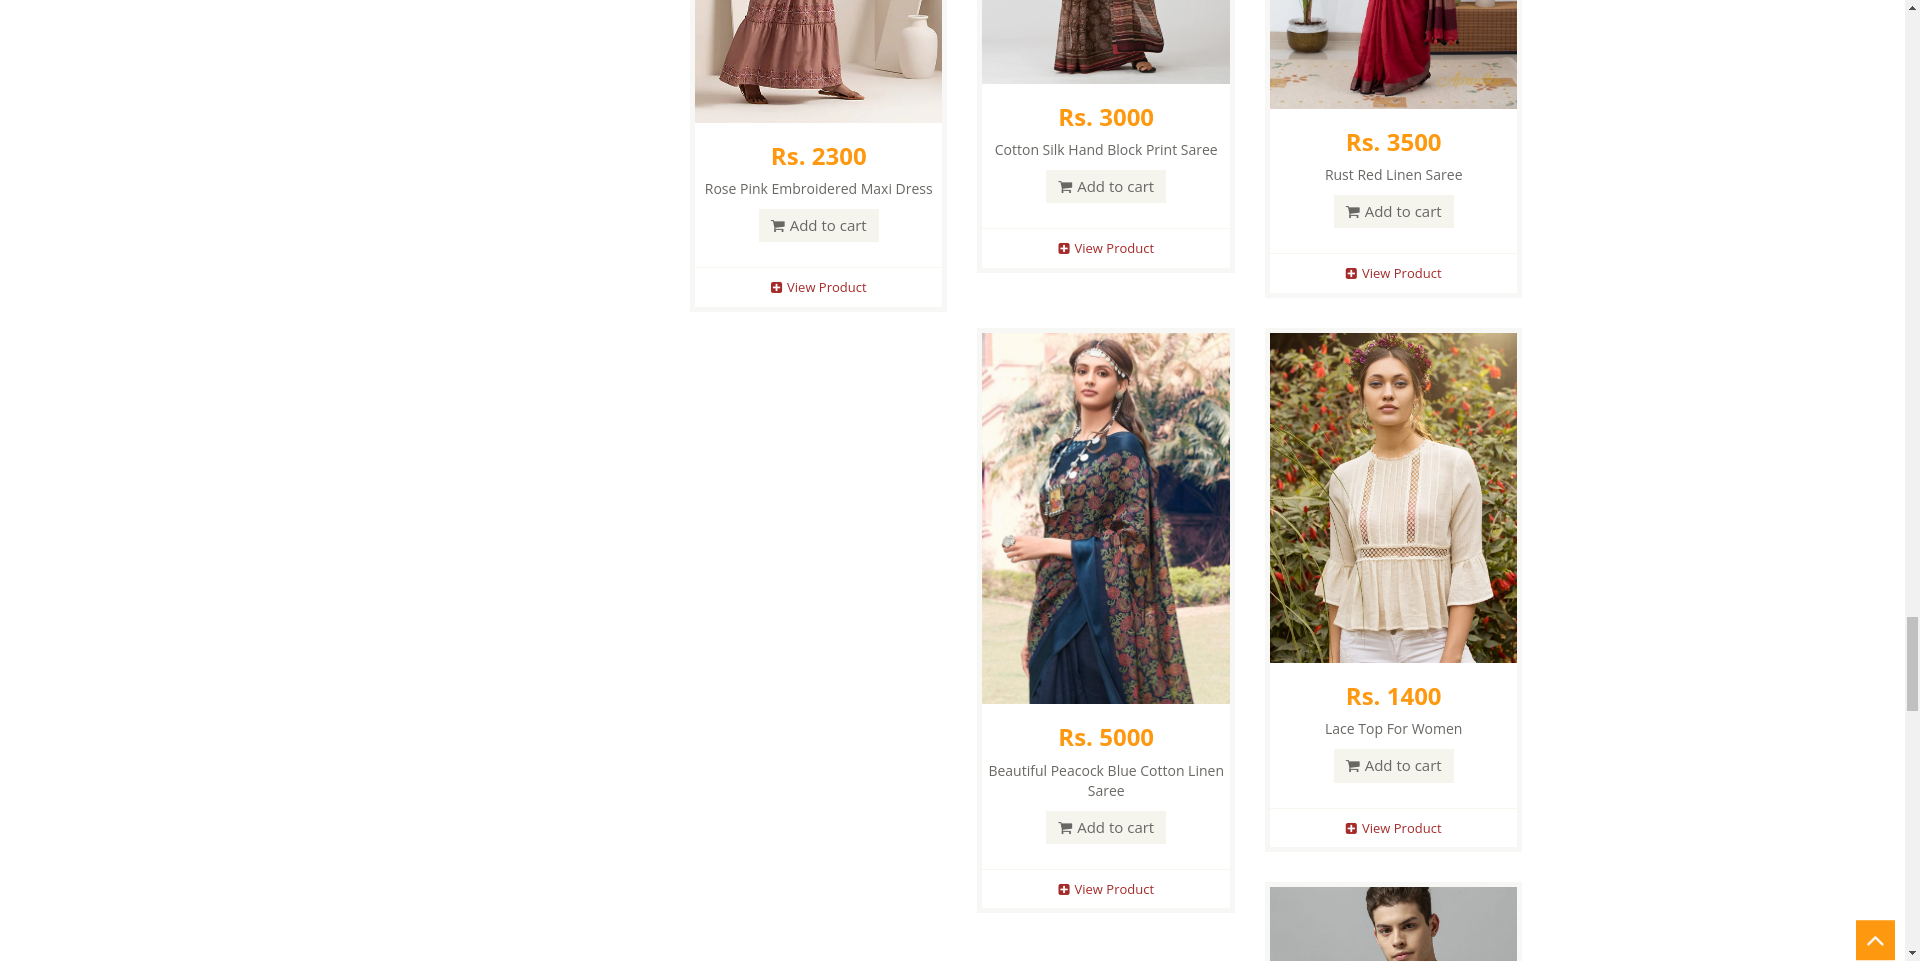 Rs. 2300
Rose Pink Embroidered Maxi Dress
Add to cart
View Product
Rs. 3000
Cotton Silk Hand Block Print Saree
Add to cart
View Product
Rs. 3500
Rust Red Linen Saree
Add to cart
View Product
Rs. 5000
Beautiful Peacock Blue Cotton Linen
Saree
Add to cart
View Product
Rs. 1400
Lace Top For Women
Add to cart
View Product